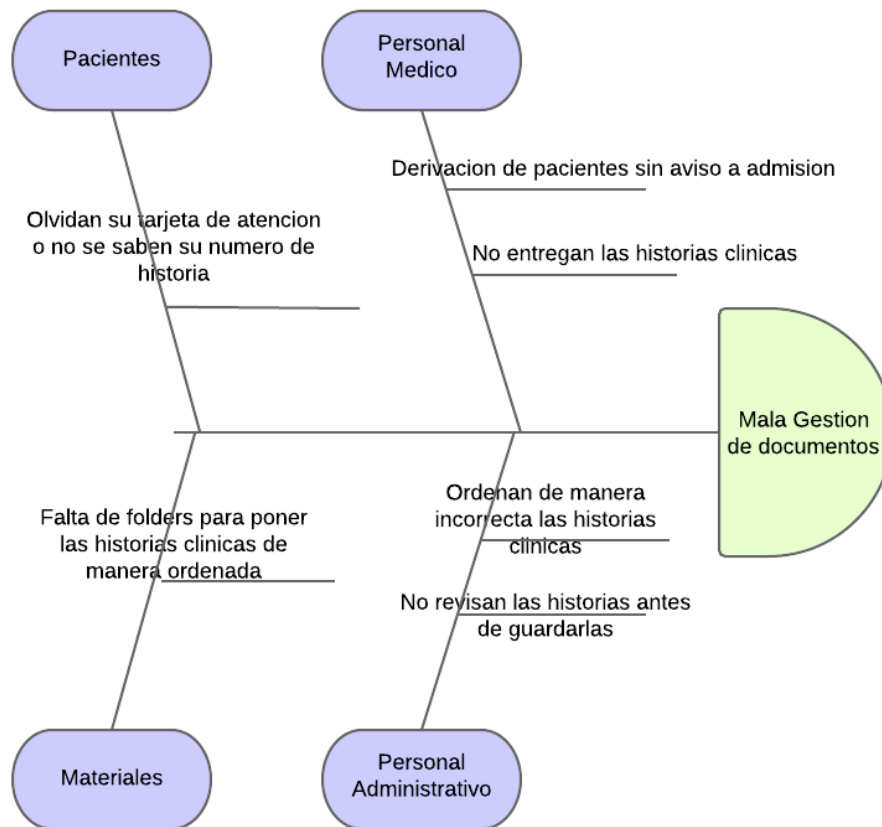 Pacientes
Personal
Medico
Derivacion de pacientes sin aviso a admision
Olvidan su tarjeta de atencion
o no se saben su numero de
historia
No entregan las historias clinicas
Mala Gestion
de documentos
Falta de folders para poner
las historias clinicas de
manera ordenada
Ordenan de manera
incorrecta las historias
clinicas
No revisan las historias antes
de guardarlas
Materiales
Personal
Administrativo